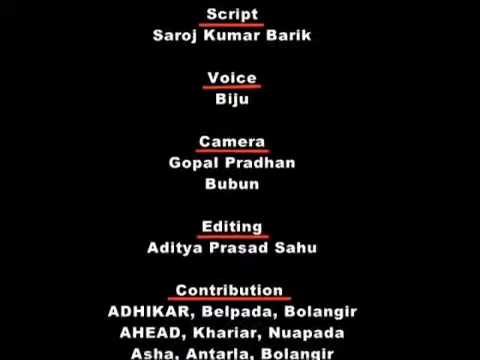 Script
Saroj Kumar Barik
Voice
Biju
Camera
Gopal Pradhan
Bubun
Editing
Aditya Prasad Sahu
Contribution
ADHIKAR, Belpada, Bolangir
AHEAD, Khariar, Nuapada
Asha, Antarla, Bolangir